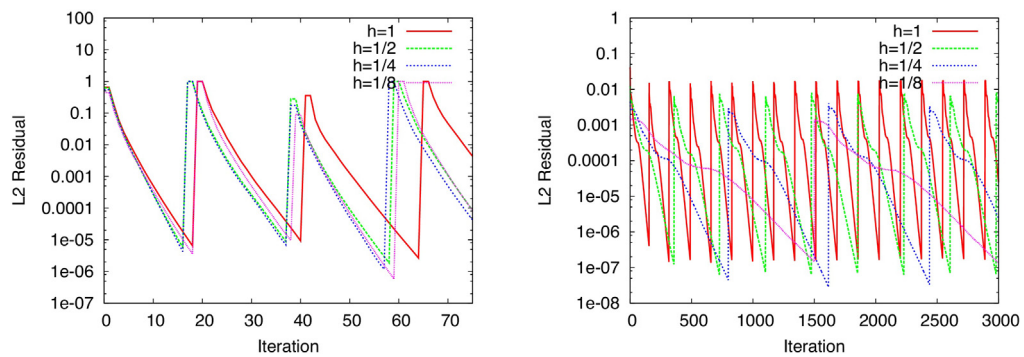 100
10
1
0.1
0.01
0.001
0.0001
1e-05
1e-06
1e-07
L2 Residual
0 10 20 30 40 50 60 70
Iteration
h=1
h=1/2
h=1/4
h=1/8
1
0.1
0.01
0.001
0.0001
1e-05
1e-06
1e-07
1e-08
L2 Residual
0 500 1000 1500 2000 2500 3000
Iteration
h=1
h=1/2
h=1/4
h=1/8